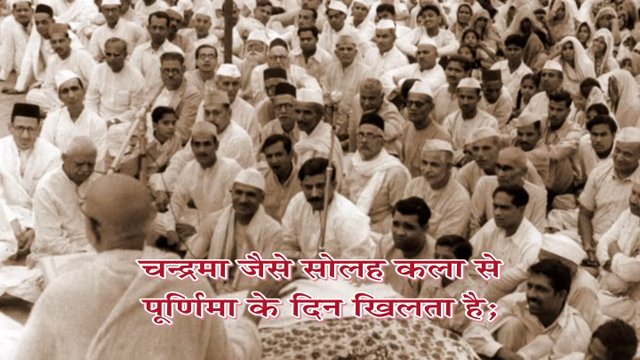 चन्द्रमा जैसे सोलह कला से
पूर्णिमा के दिन खिलता है;